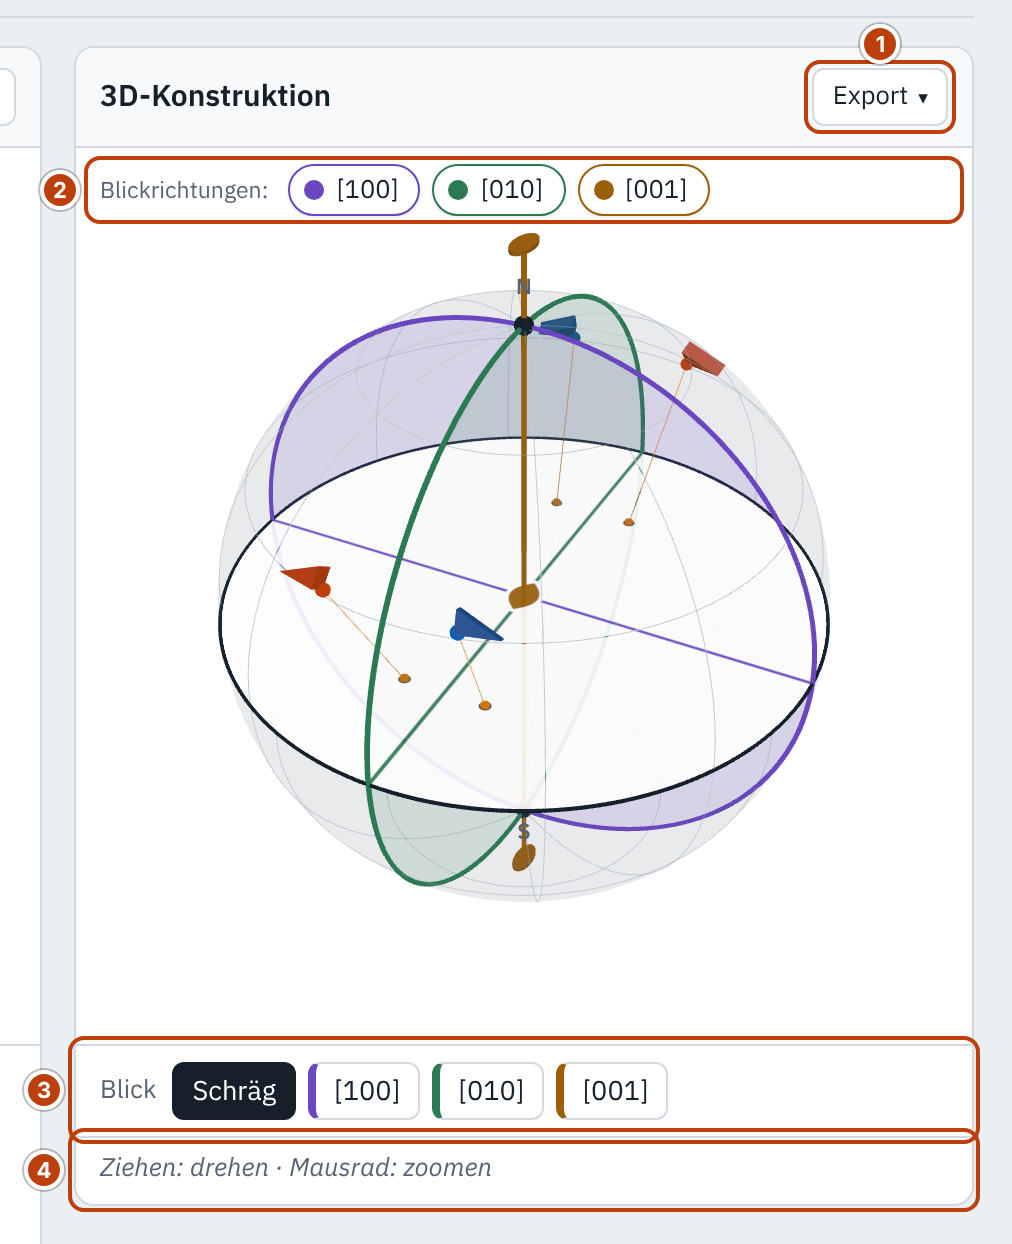 1
3D-Konstruktion
Export ▾
2
Blickrichtungen: [100] [010] [001]
N
S
3
Blick Schräg [100] [010] [001]
4
Ziehen: drehen · Mausrad: zoomen